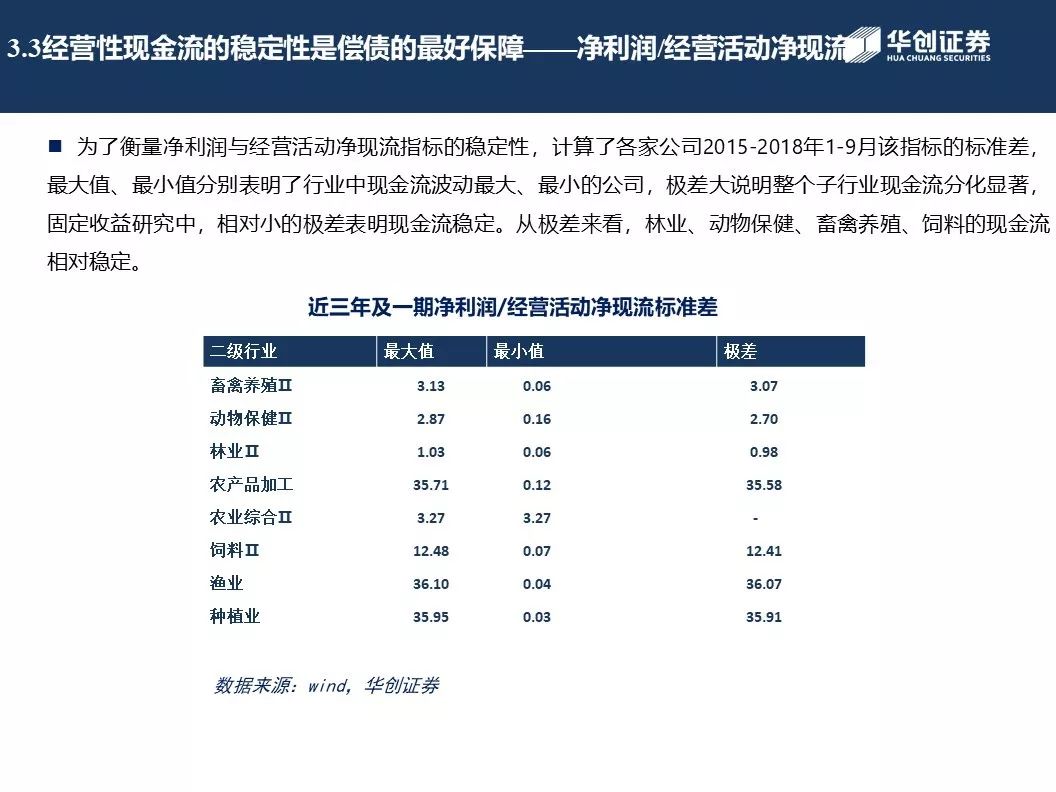 3.3经营性现金流的稳定性是偿债的最好保障——净利润/经营活动净现流
华创证券
HUA CHUANG SECURITIES
■ 为了衡量净利润与经营活动净现流指标的稳定性，计算了各家公司2015-2018年1-9月该指标的标准差，
最大值、最小值分别表明了行业中现金流波动最大、最小的公司，极差大说明整个子行业现金流分化显著，
固定收益研究中，相对小的极差表明现金流稳定。从极差来看，林业、动物保健、畜禽养殖、饲料的现金流
相对稳定。
近三年及一期净利润/经营活动净现流标准差
二级行业 最大值 最小值 极差
畜禽养殖Ⅱ 3.13 0.06 3.07
动物保健Ⅱ 2.87 0.16 2.70
林业Ⅱ 1.03 0.06 0.98
农产品加工 35.71 0.12 35.58
农业综合Ⅱ 3.27 3.27 -
饲料Ⅱ 12.48 0.07 12.41
渔业 36.10 0.04 36.07
种植业 35.95 0.03 35.91
数据来源：wind，华创证券